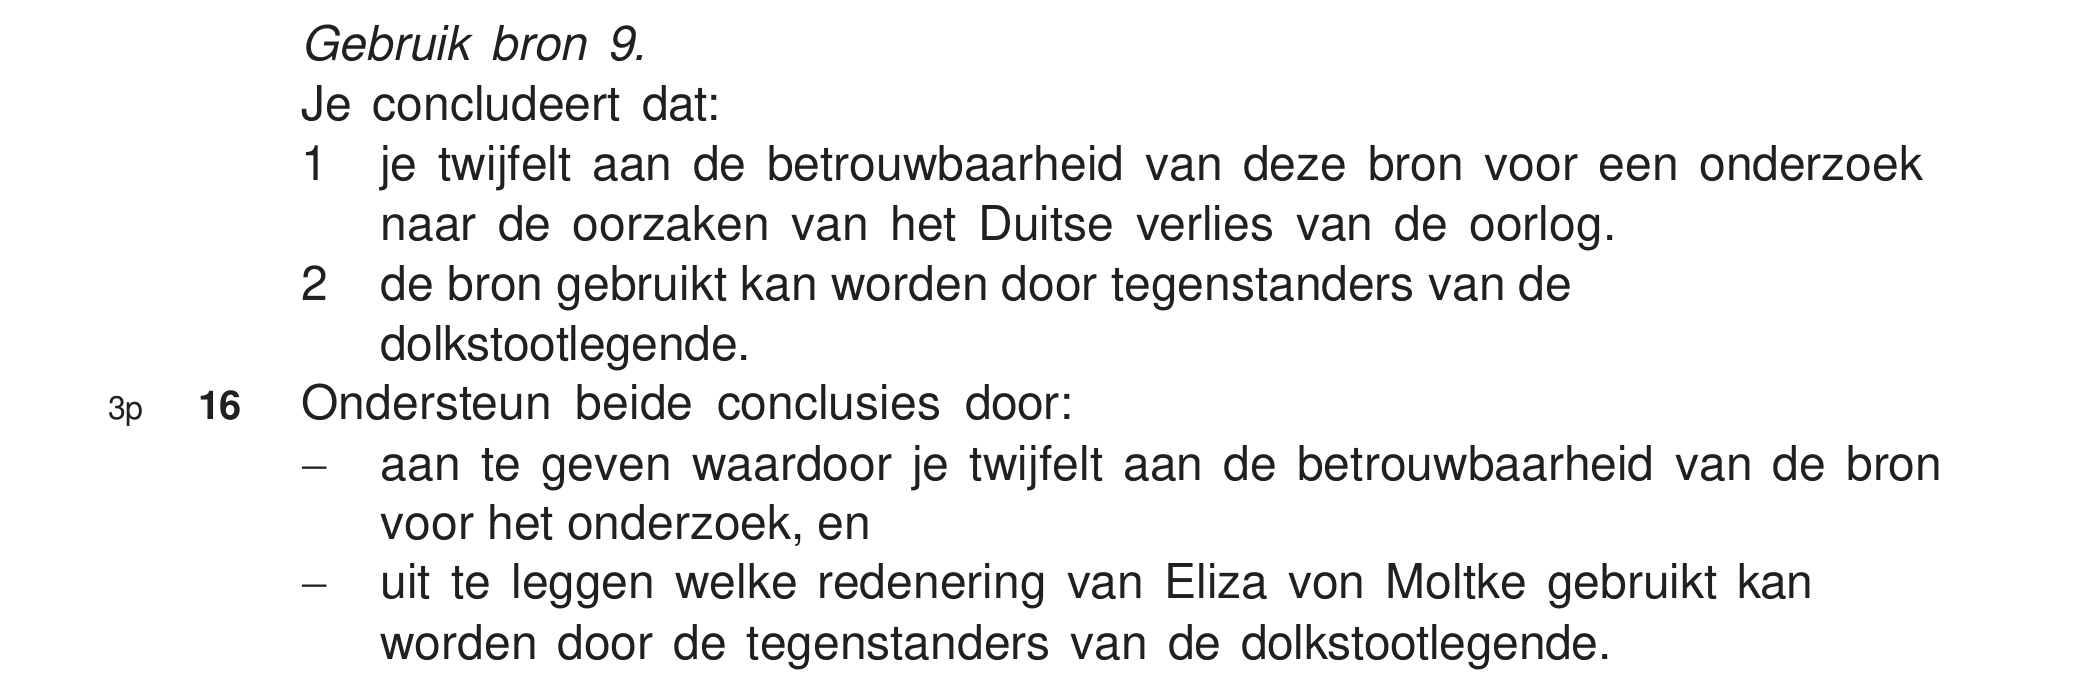 Gebruik bron 9.
Je concludeert dat:
1 je twijfelt aan de betrouwbaarheid van deze bron voor een onderzoek
naar de oorzaken van het Duitse verlies van de oorlog.
2 de bron gebruikt kan worden door tegenstanders van de
dolkstootlegende.
3p 16 Ondersteun beide conclusies door:
– aan te geven waardoor je twijfelt aan de betrouwbaarheid van de bron
voor het onderzoek, en
– uit te leggen welke redenering van Eliza von Moltke gebruikt kan
worden door de tegenstanders van de dolkstootlegende.